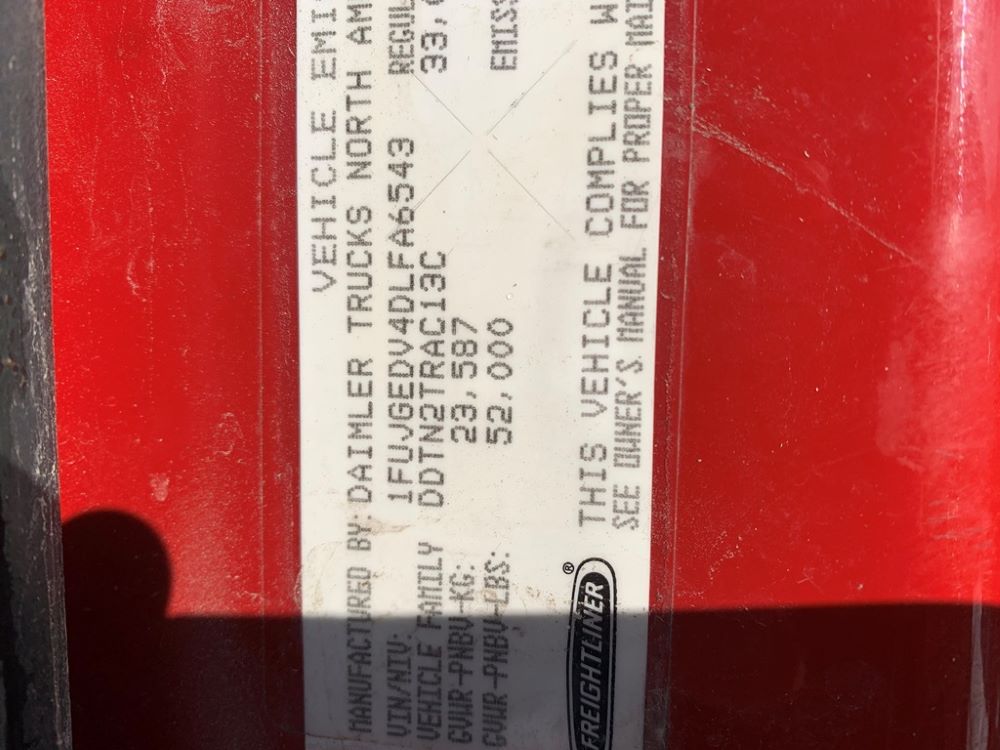 VEHICLE EMI
MANUFACTURED BY: DAIMLER TRUCKS NORTH AM
VIN/NIV: 1FUVGEDV4DLFA6543 REGUL
VEHICLE FAMILY DDTN2TRAC13C 33,
GVWR-PNBV-KG: 23,587
GVWR-PNBV-LBS: 52,000 EMISS
THIS VEHICLE COMPLIES W
SEE OWNER'S MANUAL FOR PROPER MAI
FREIGHTLINER®